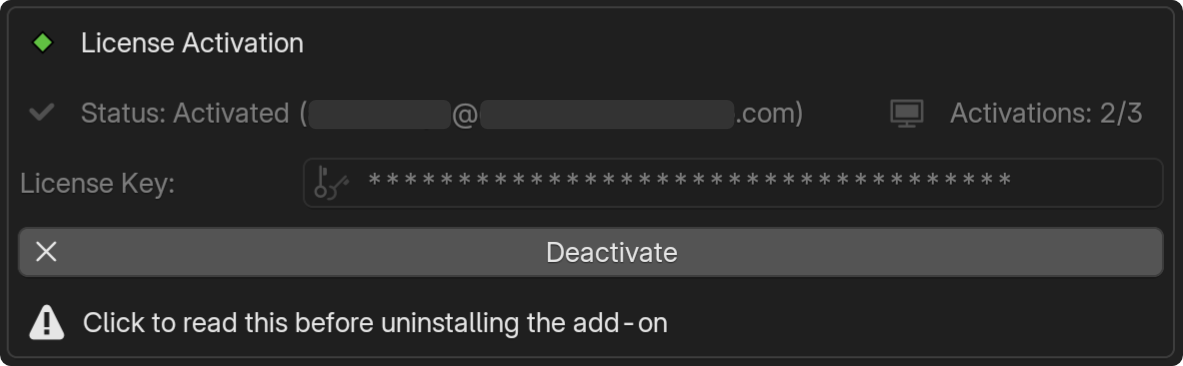 License Activation
Status: Activated (@.com) Activations: 2/3
License Key: ************************************
Deactivate
Click to read this before uninstalling the add-on